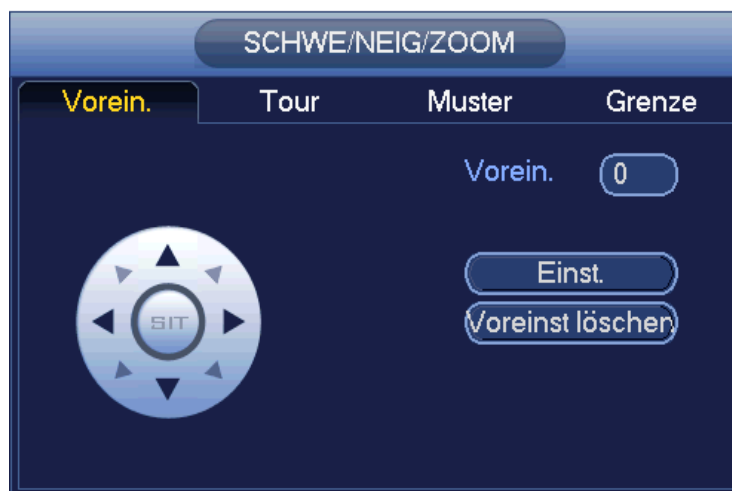 SCHWE/NEIG/ZOOM
Vorein. Tour Muster Grenze
Vorein. 0
Einst.
SIT
Voreinst löschen